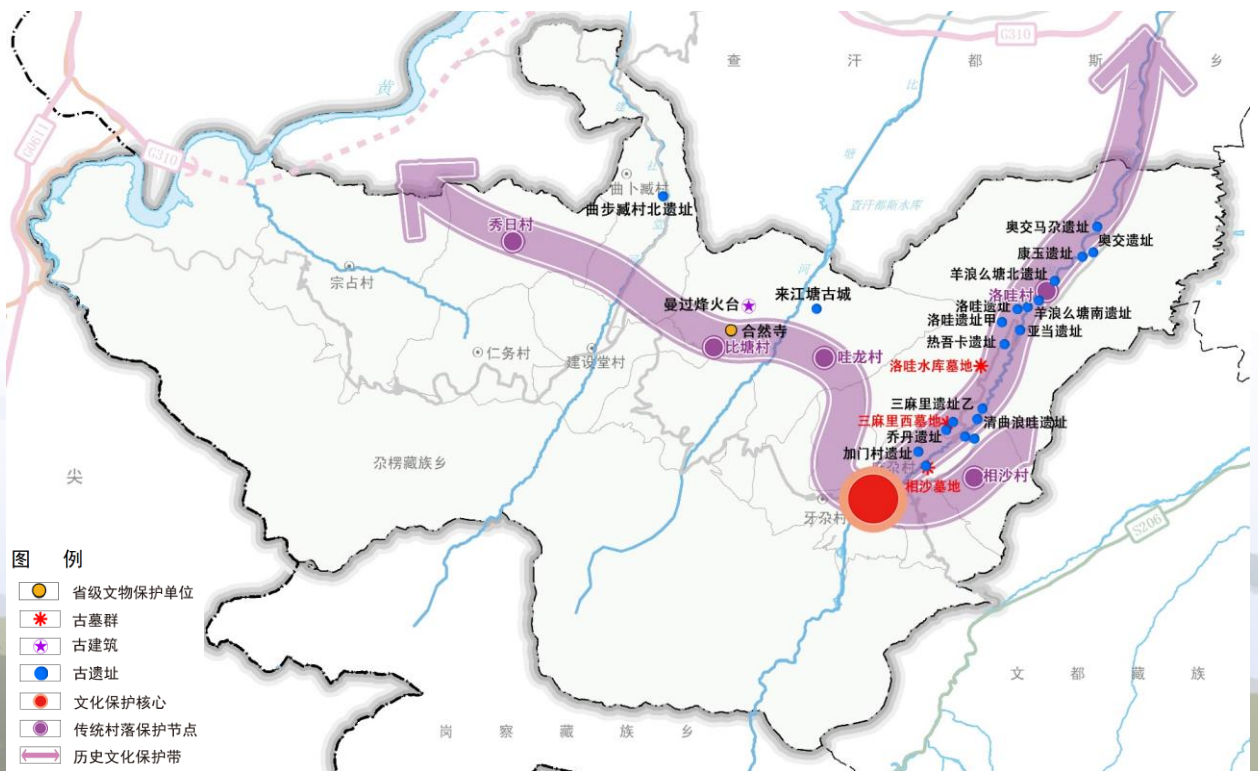 G310
查汗都斯乡
黄
G0611
G310
比
建
塘
曲卜臧村
查汗都斯水库
曲步臧村北遗址
堂
秀日村
奥交马尕遗址
奥交遗址
康玉遗址
河
宗占村
羊浪么塘北遗址
来江塘古城
洛哇村
曼过烽火台
洛哇遗址
羊浪么塘南遗址
洛哇遗址甲
合然寺
亚当遗址
比塘村
热吾卡遗址
仁务村
建设堂村
哇龙村
洛哇水库墓地
三麻里遗址乙
三麻里西墓地
清曲浪哇遗址
乔丹遗址
加门村遗址
尕楞藏族乡
尖
相沙村
相沙墓地
牙尕村
S206
图 例
省级文物保护单位
古墓群
古建筑
古遗址
文化保护核心
传统村落保护节点
历史文化保护带
文都藏族
岗察藏族乡